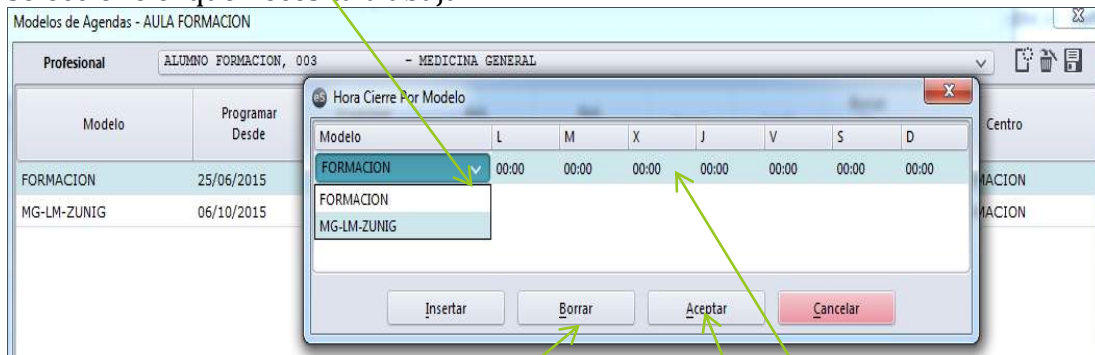 Modelos de Agendas - AULA FORMACION
Profesional ALUMNO FORMACION, 003 - MEDICINA GENERAL
Hora Cierre Por Modelo
Modelo Programar Desde Centro
Modelo L M X J V S D
FORMACION 00:00 00:00 00:00 00:00 00:00 00:00 00:00
FORMACION
MG-LM-ZUNIG
FORMACION 25/06/2015 MACION
MG-LM-ZUNIG 06/10/2015 MACION
Insertar Borrar Aceptar Cancelar